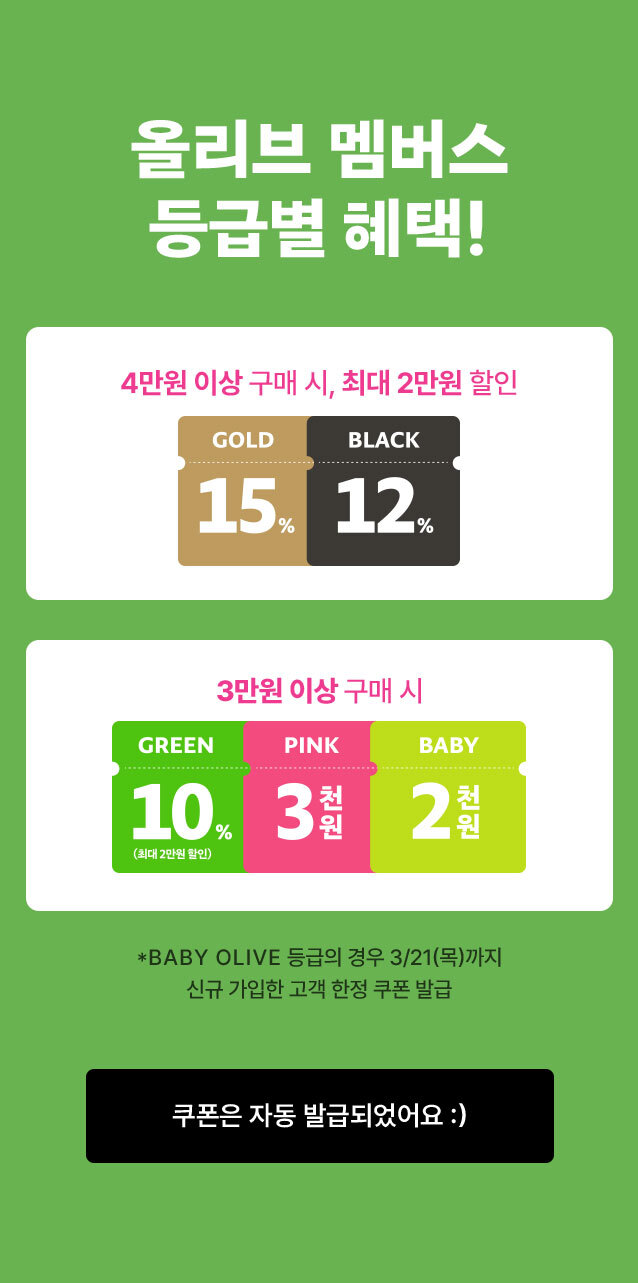 올리브 멤버스
등급별 혜택!
4만원 이상 구매 시, 최대 2만원 할인
GOLD
15%
BLACK
12%
3만원 이상 구매 시
GREEN
10%
(최대 2만원 할인)
PINK
3천원
BABY
2천원
*BABY OLIVE 등급의 경우 3/21(목)까지
신규 가입한 고객 한정 쿠폰 발급
쿠폰은 자동 발급되었어요 :)